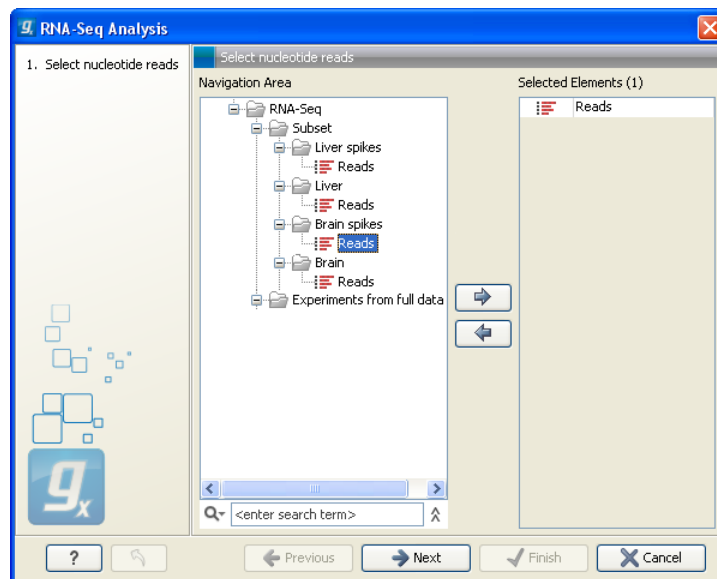 RNA-Seq Analysis
1. Select nucleotide reads
Select nucleotide reads
Navigation Area
RNA-Seq
Subset
Liver spikes
Reads
Liver
Reads
Brain spikes
Reads
Brain
Reads
Experiments from full data
<enter search term>
Selected Elements (1)
Reads
gx
?
Previous
Next
Finish
Cancel